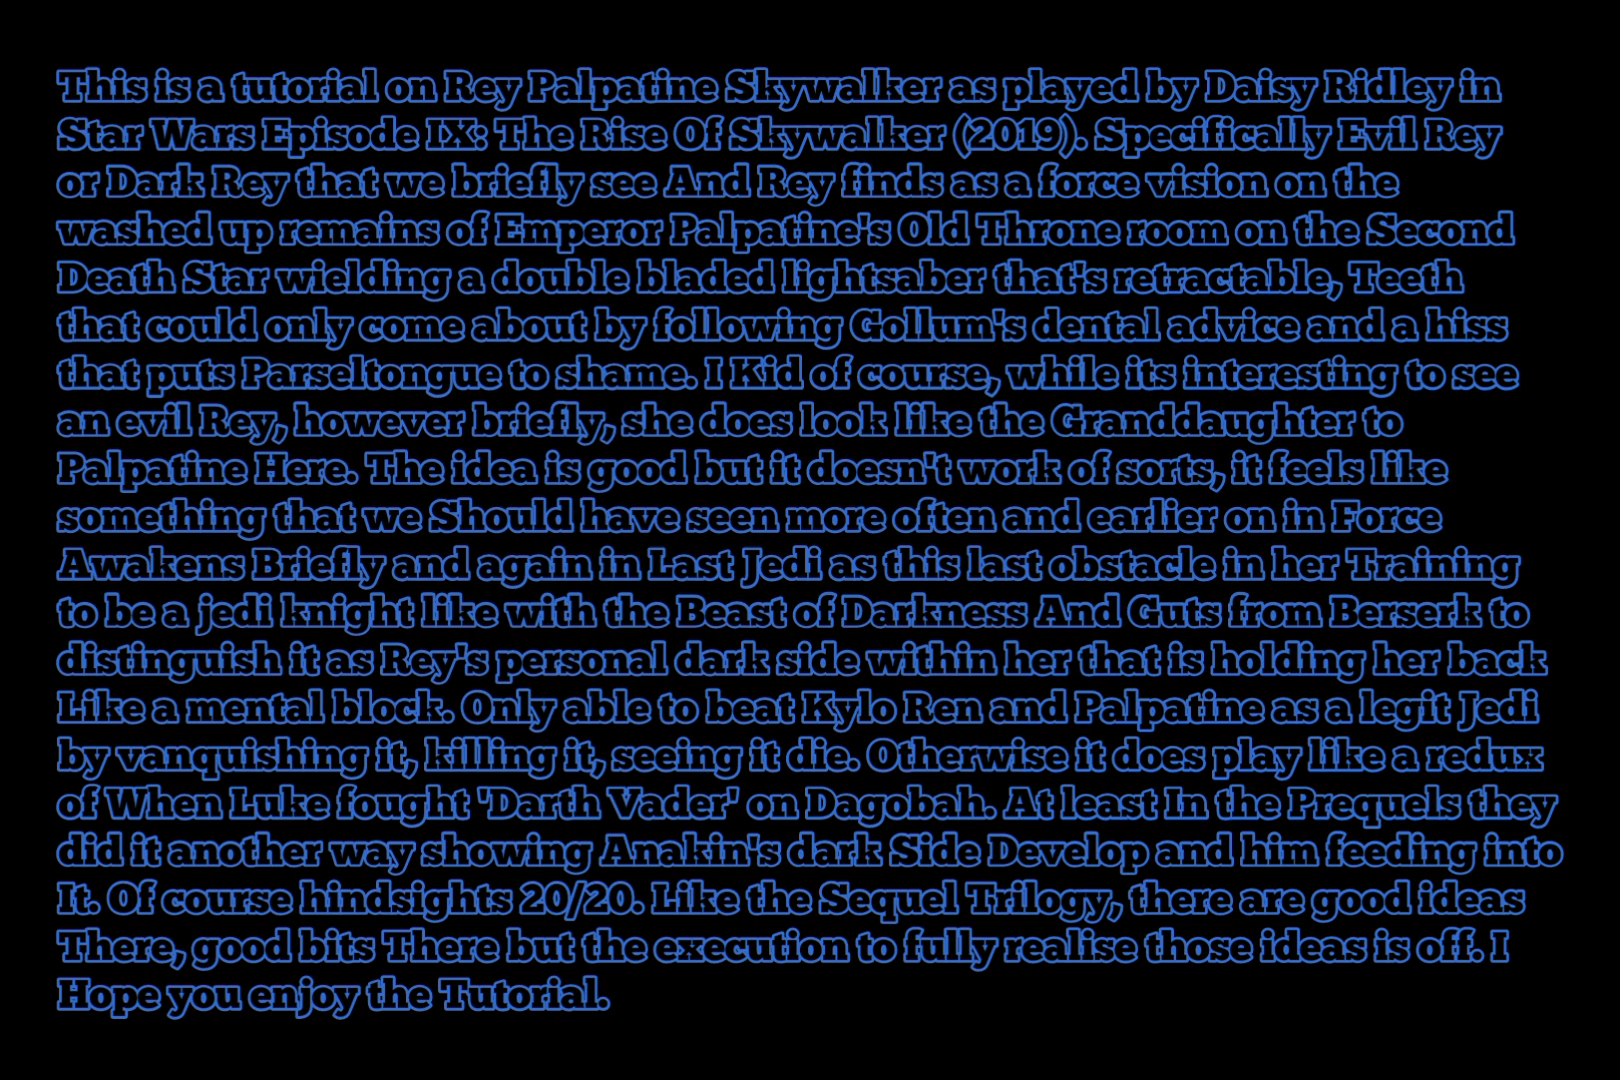 This is a tutorial on Rey Palpatine Skywalker as played by Daisy Ridley in
Star Wars Episode IX: The Rise Of Skywalker (2019). Specifically Evil Rey
or Dark Rey that we briefly see And Rey finds as a force vision on the
washed up remains of Emperor Palpatine's Old Throne room on the Second
Death Star wielding a double bladed lightsaber that's retractable, Teeth
that could only come about by following Gollum's dental advice and a hiss
that puts Parseltongue to shame. I Kid of course, while its interesting to see
an evil Rey, however briefly, she does look like the Granddaughter to
Palpatine Here. The idea is good but it doesn't work of sorts, it feels like
something that we Should have seen more often and earlier on in Force
Awakens Briefly and again in Last Jedi as this last obstacle in her Training
to be a jedi knight like with the Beast of Darkness And Guts from Berserk to
distinguish it as Rey's personal dark side within her that is holding her back
Like a mental block. Only able to beat Kylo Ren and Palpatine as a legit Jedi
by vanquishing it, killing it, seeing it die. Otherwise it does play like a redux
of When Luke fought 'Darth Vader' on Dagobah. At least In the Prequels they
did it another way showing Anakin's dark Side Develop and him feeding into
It. Of course hindsights 20/20. Like the Sequel Trilogy, there are good ideas
There, good bits There but the execution to fully realise those ideas is off. I
Hope you enjoy the Tutorial.